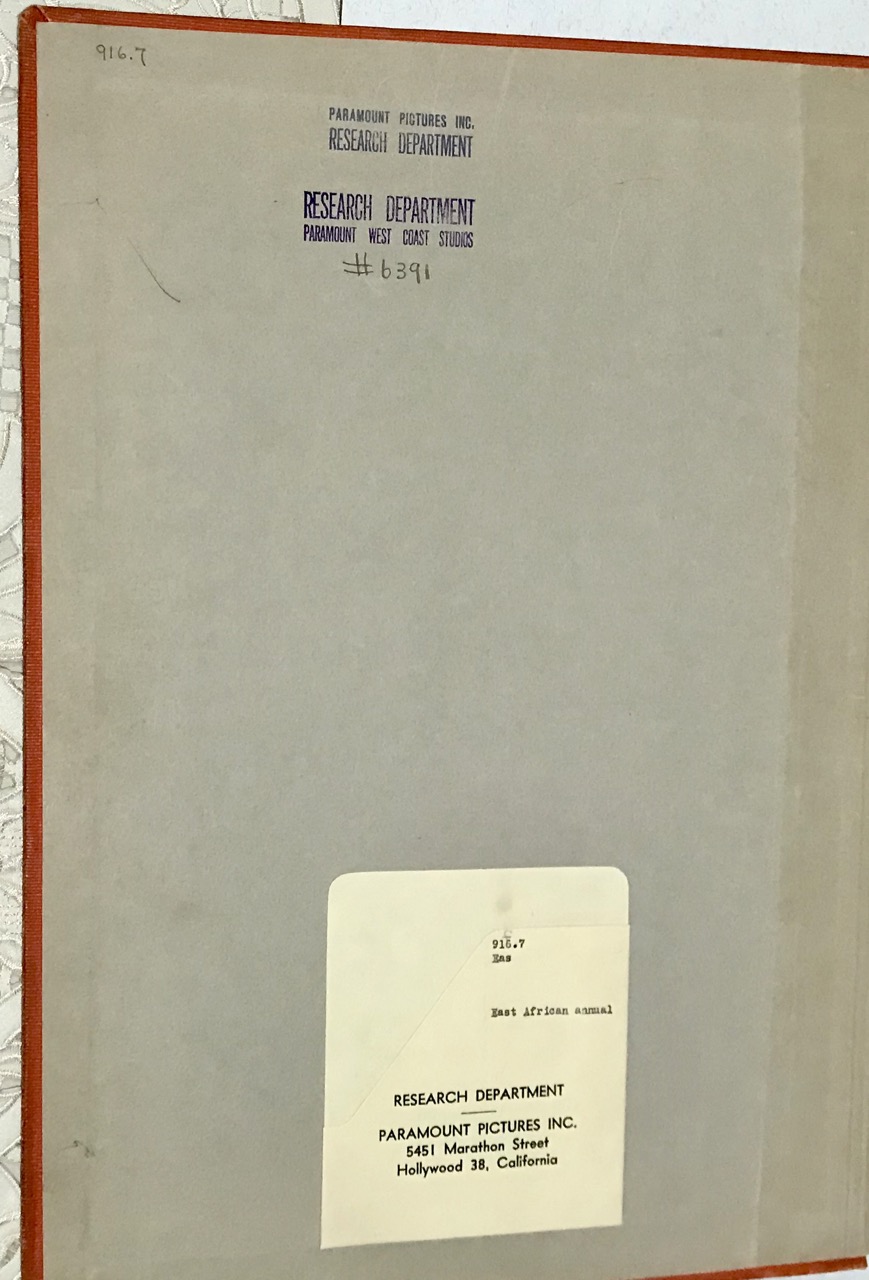 916.7
PARAMOUNT PICTURES INC.
RESEARCH DEPARTMENT
RESEARCH DEPARTMENT
PARAMOUNT WEST COAST STUDIOS
#6391
916.7
Eas
East African annual
RESEARCH DEPARTMENT
PARAMOUNT PICTURES INC.
5451 Marathon Street
Hollywood 38, California